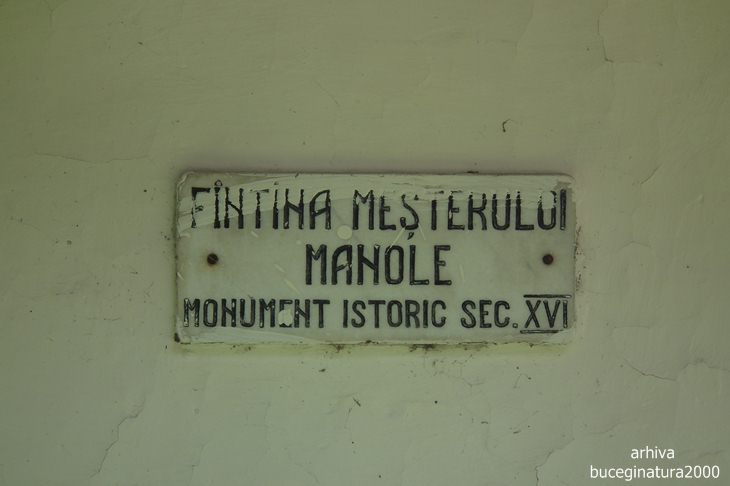 FÎNTINA MEȘTERULUI
MANOLE
MONUMENT ISTORIC SEC. XVI
arhiva
buceginatura2000